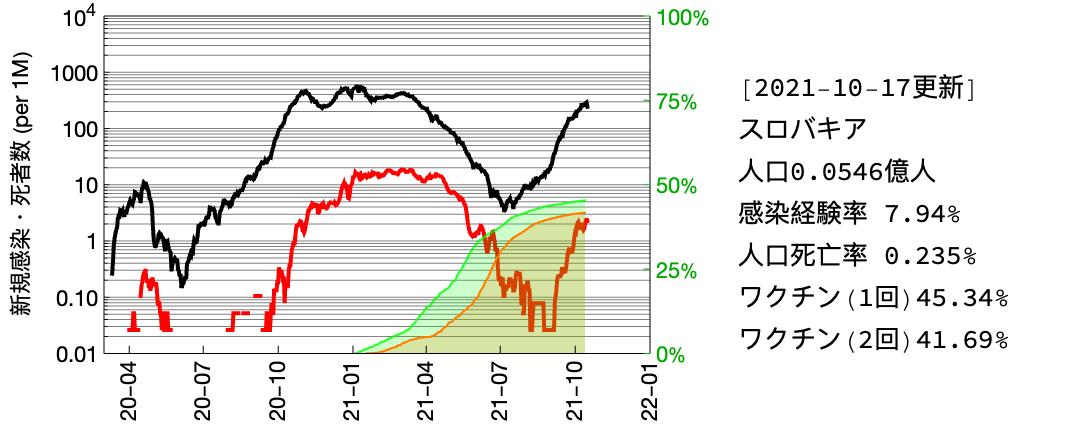 新規感染・死者数 (per 1M)
10^4
1000
100
10
1
0.10
0.01
100%
75%
50%
25%
0%
20-04
20-07
20-10
21-01
21-04
21-07
21-10
22-01
[2021-10-17更新]
スロバキア
人口0.0546億人
感染経験率 7.94%
人口死亡率 0.235%
ワクチン(1回)45.34%
ワクチン(2回)41.69%